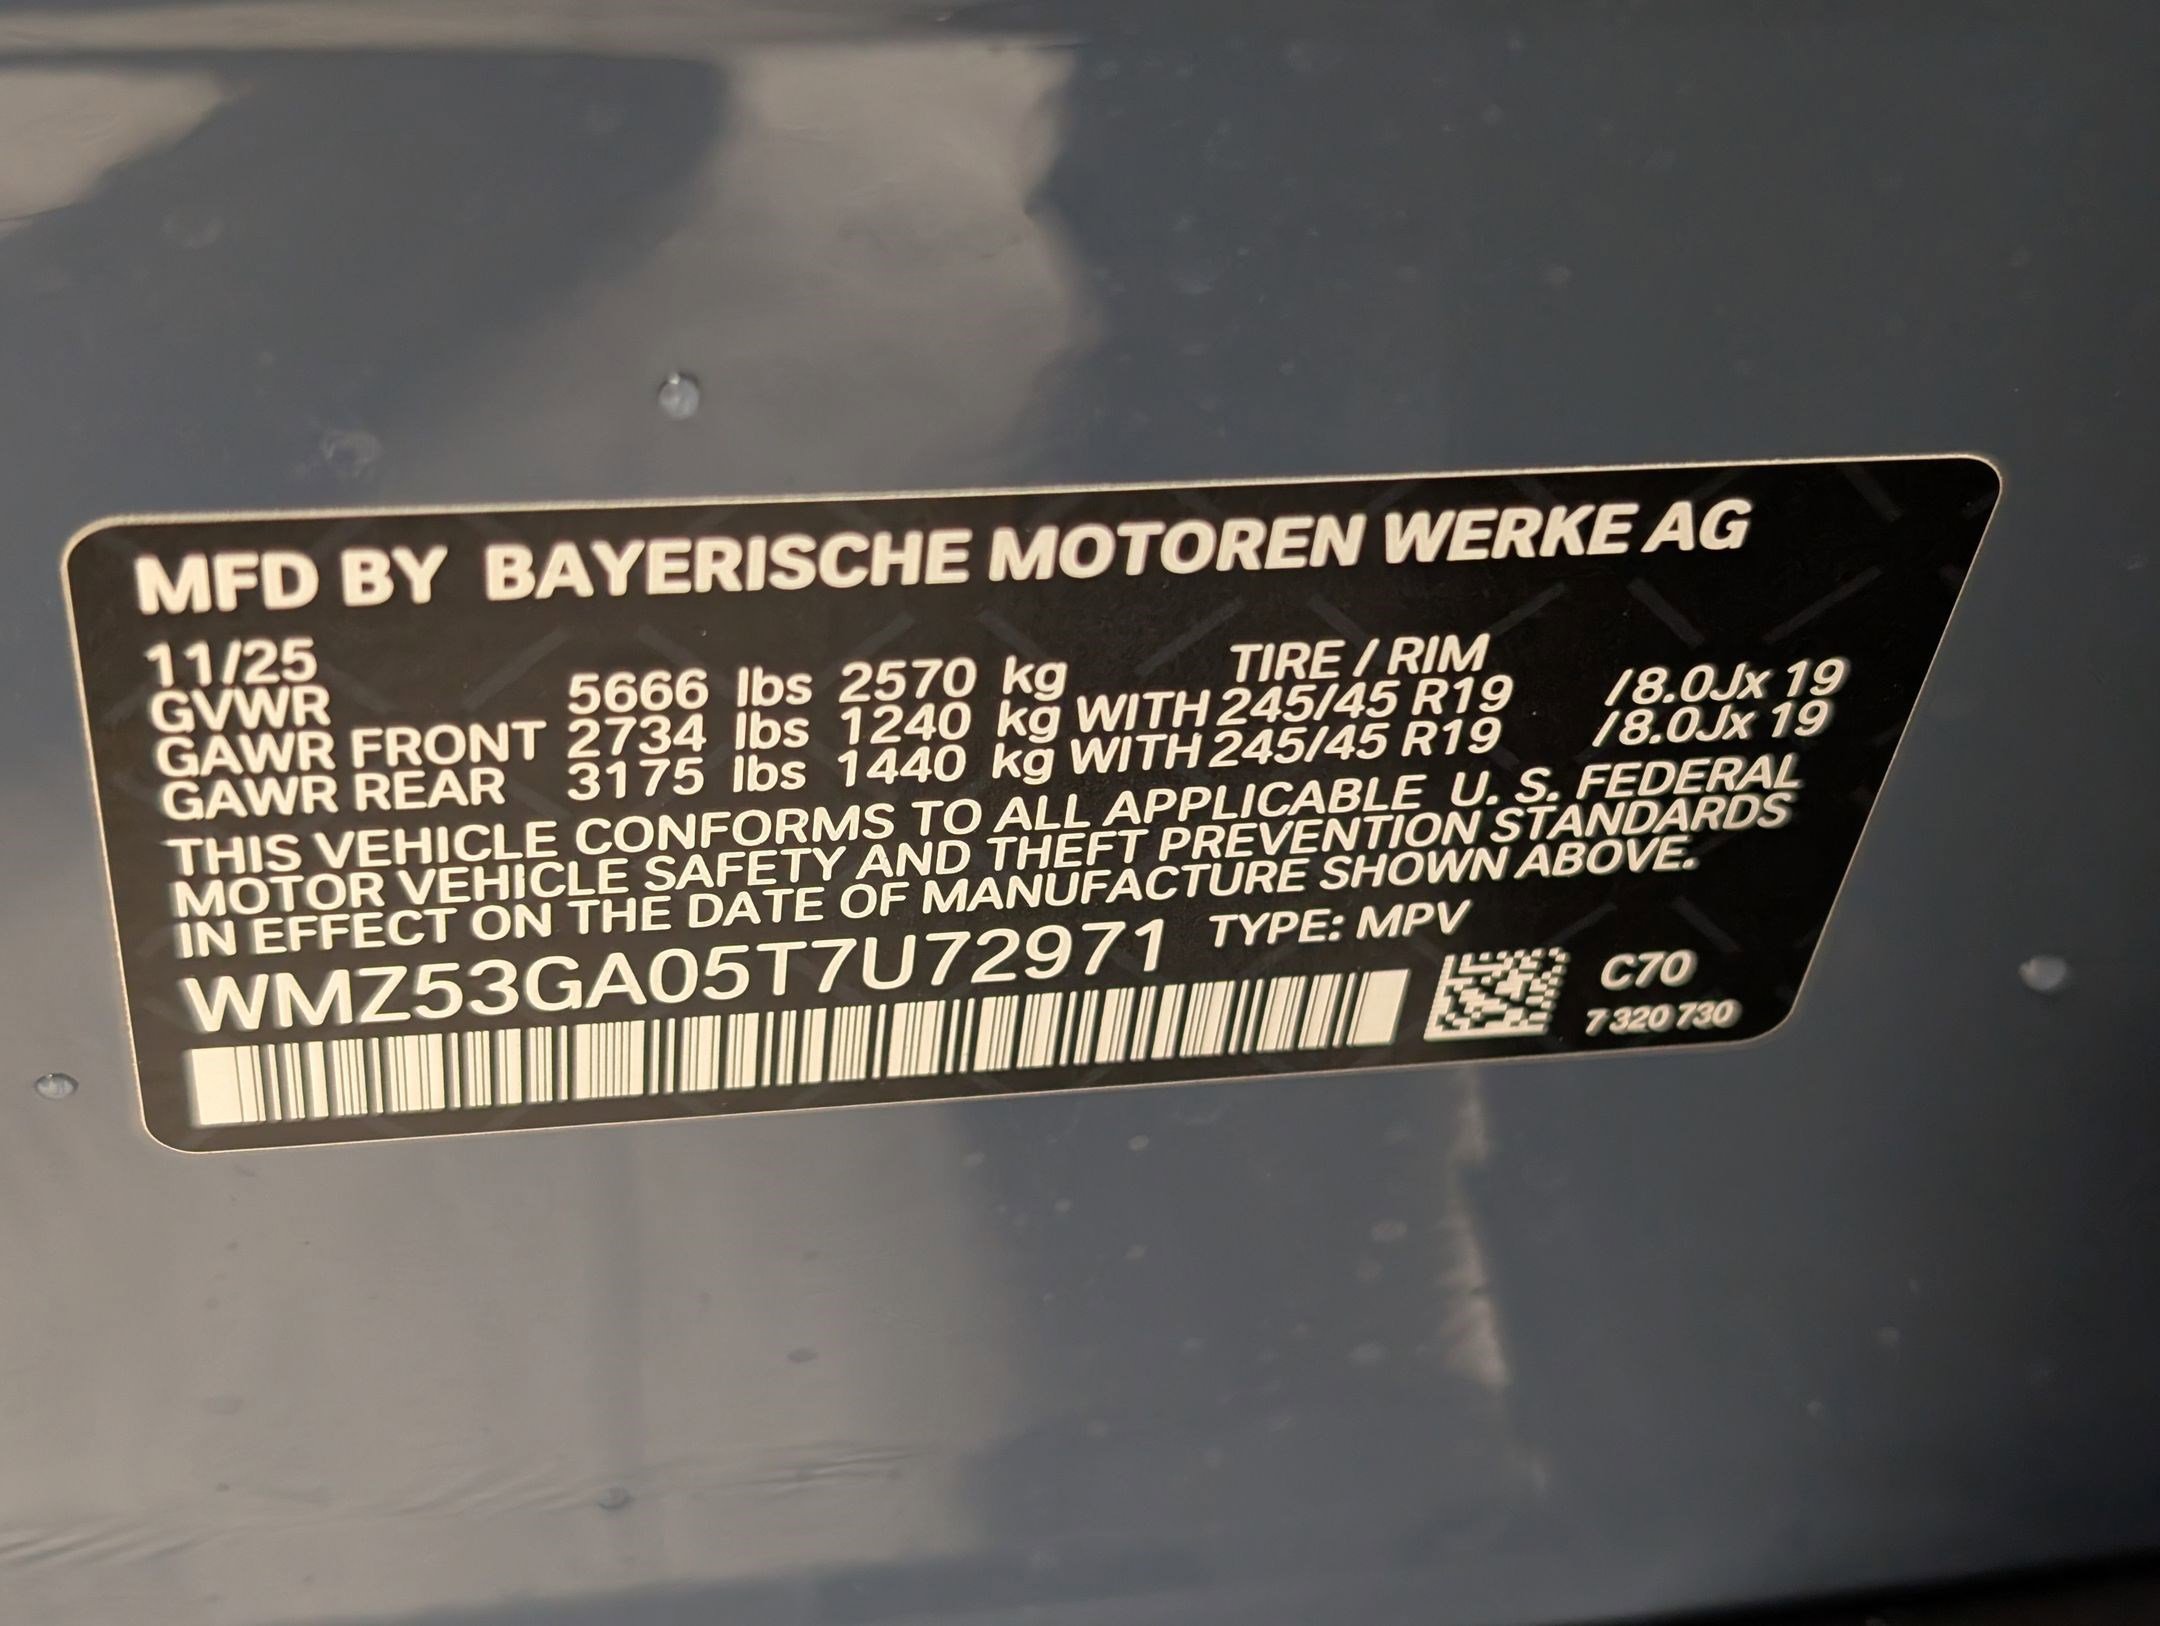 MFD BY BAYERISCHE MOTOREN WERKE AG
11/25 TIRE / RIM
GVWR 5666 lbs 2570 kg
GAWR FRONT 2734 lbs 1240 kg WITH 245/45 R19 /8.0Jx 19
GAWR REAR 3175 lbs 1440 kg WITH 245/45 R19 /8.0Jx 19
THIS VEHICLE CONFORMS TO ALL APPLICABLE U. S. FEDERAL
MOTOR VEHICLE SAFETY AND THEFT PREVENTION STANDARDS
IN EFFECT ON THE DATE OF MANUFACTURE SHOWN ABOVE.
WMZ53GA05T7U72971 TYPE: MPV
C70
7 320 730